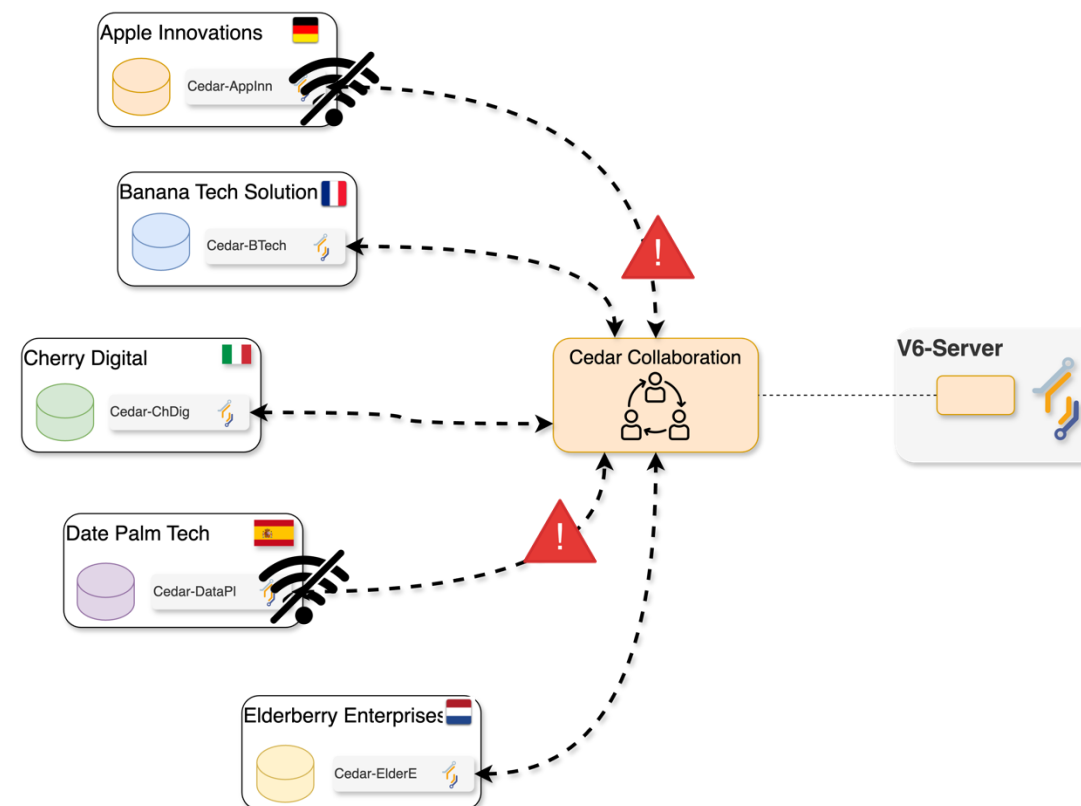 Apple Innovations
Cedar-AppInn
Banana Tech Solution
Cedar-BTech
!
Cherry Digital
Cedar-ChDig
Cedar Collaboration
V6-Server
Date Palm Tech
Cedar-DataPl
!
Elderberry Enterprises
Cedar-ElderE